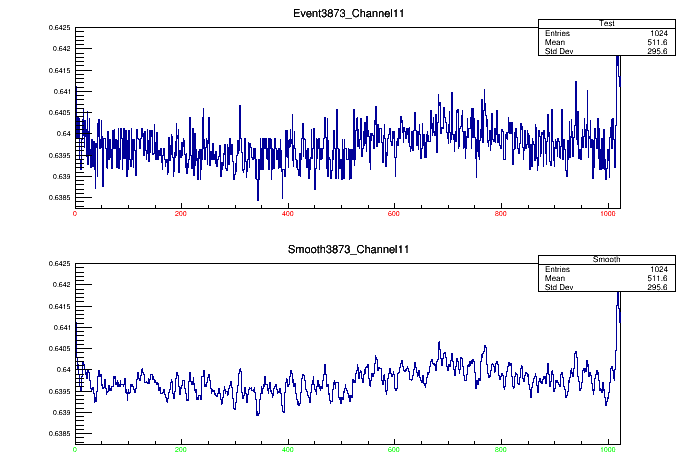 Event3873_Channel11
Test
Entries 1024
Mean 511.6
Std Dev 295.6
0.6425
0.642
0.6415
0.641
0.6405
0.64
0.6395
0.639
0.6385
0 200 400 600 800 1000
Smooth3873_Channel11
Smooth
Entries 1024
Mean 511.6
Std Dev 295.6
0.6425
0.642
0.6415
0.641
0.6405
0.64
0.6395
0.639
0.6385
0 200 400 600 800 1000